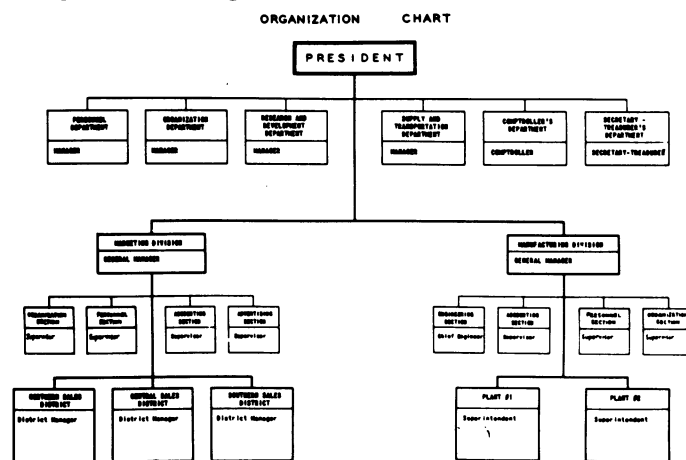 ORGANIZATION CHART
PRESIDENT
PERSONNEL
DEPARTMENT
MANAGER
ORGANIZATION
DEPARTMENT
MANAGER
RESEARCH AND
DEVELOPMENT
DEPARTMENT
MANAGER
SUPPLY AND
TRANSPORTATION
DEPARTMENT
MANAGER
COMPTROLLER'S
DEPARTMENT
COMPTROLLER
SECRETARY -
TREASURER'S
DEPARTMENT
SECRETARY-TREASURER
MARKETING DIVISION
GENERAL MANAGER
MANUFACTURING DIVISION
GENERAL MANAGER
ORGANIZATION
SECTION
Supervisor
PERSONNEL
SECTION
Supervisor
ACCOUNTING
SECTION
Supervisor
ADVERTISING
SECTION
Supervisor
ENGINEERING
SECTION
Chief Engineer
ACCOUNTING
SECTION
Supervisor
PERSONNEL
SECTION
Supervisor
ORGANIZATION
SECTION
Supervisor
NORTHERN SALES
DISTRICT
District Manager
CENTRAL SALES
DISTRICT
District Manager
SOUTHERN SALES
DISTRICT
District Manager
PLANT #1
Superintendent
PLANT #2
Superintendent